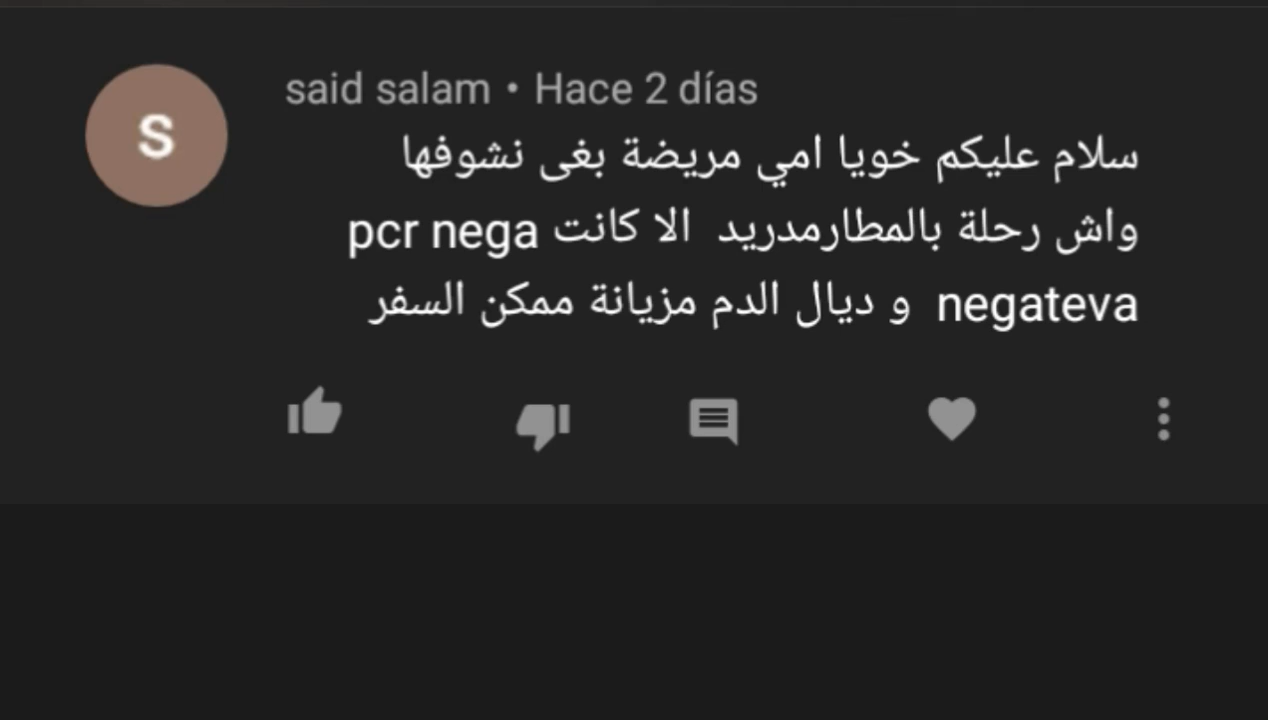 S
said salam • Hace 2 días
سلام عليكم خويا امي مريضة بغى نشوفها
واش رحلة بالمطارمدريد الا كانت pcr nega
negateva و ديال الدم مزيانة ممكن السفر